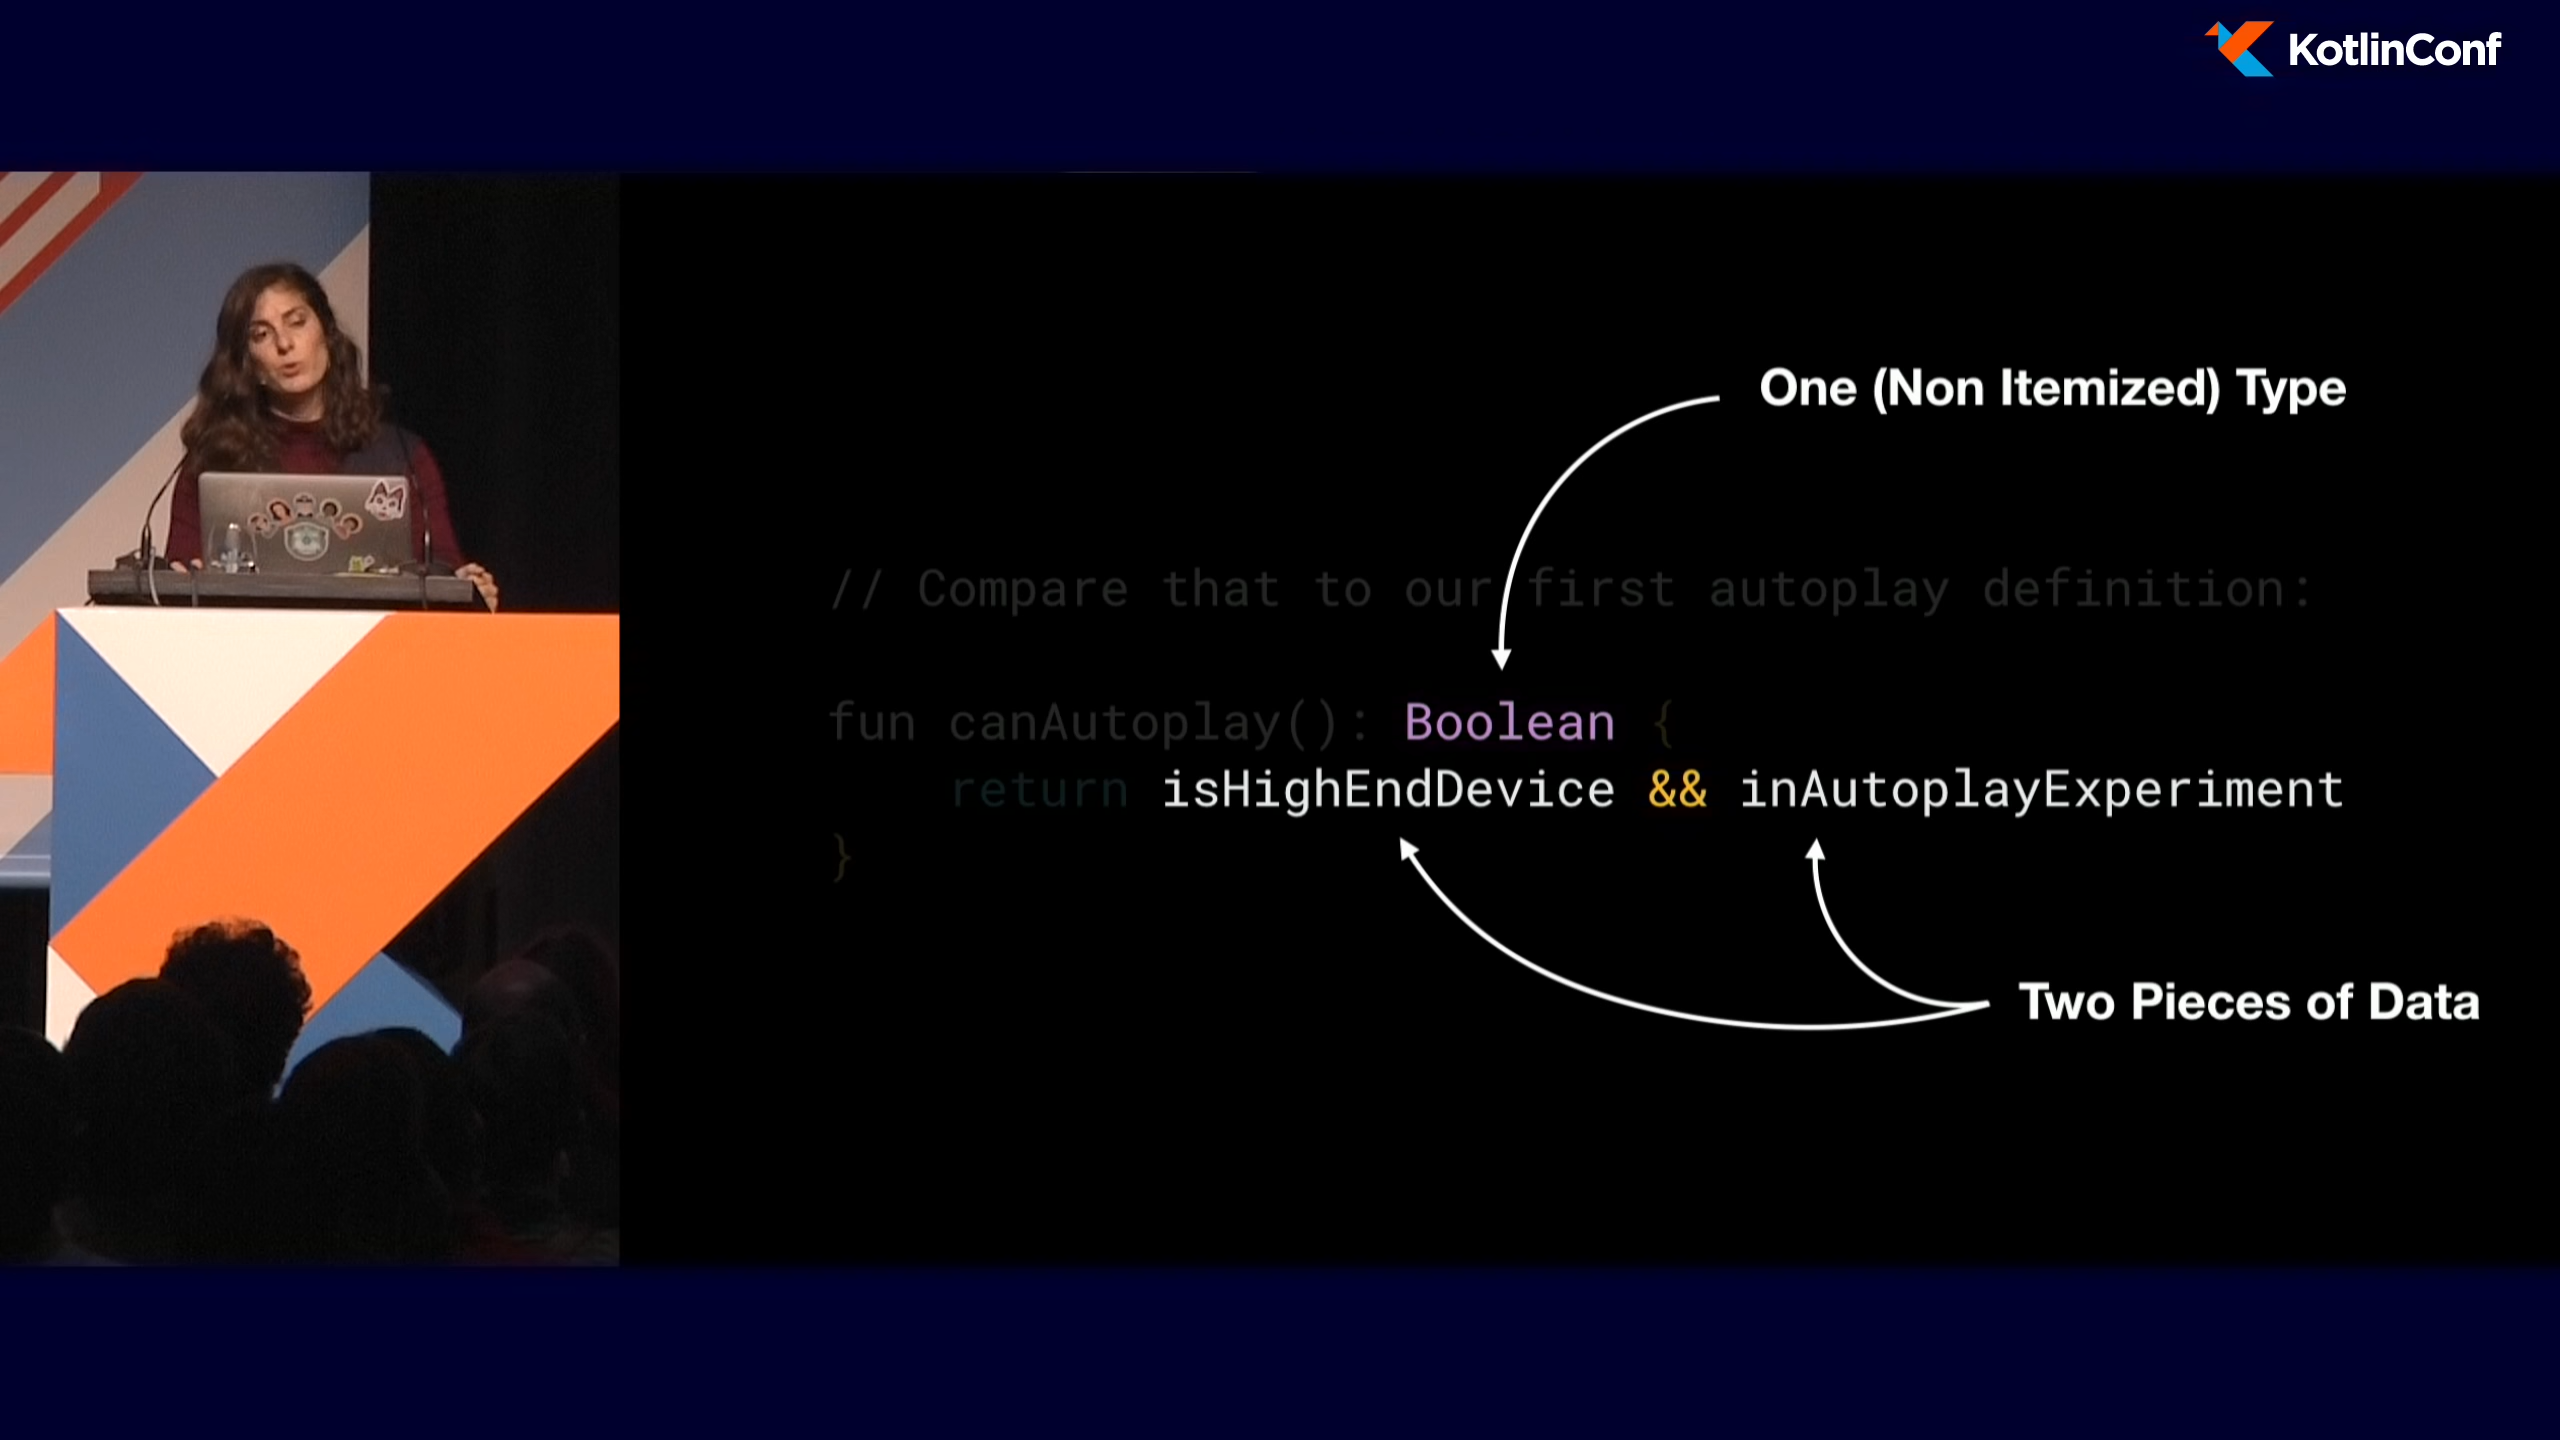 KotlinConf
One (Non Itemized) Type
// Compare that to our first autoplay definition:
fun canAutoplay(): Boolean {
return isHighEndDevice && inAutoplayExperiment
}
Two Pieces of Data